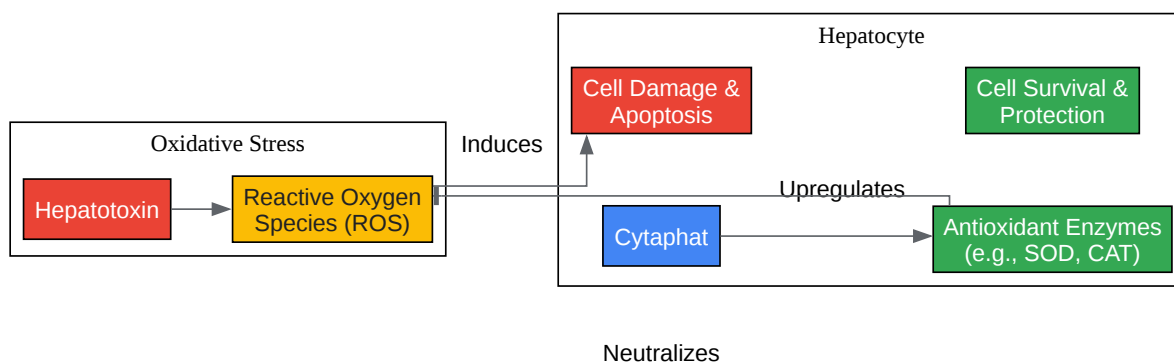 Hepatocyte
Cell Damage &
Apoptosis
Cell Survival &
Protection
Oxidative Stress
Induces
Hepatotoxin
Reactive Oxygen
Species (ROS)
Upregulates
Cytaphat
Antioxidant Enzymes
(e.g., SOD, CAT)
Neutralizes